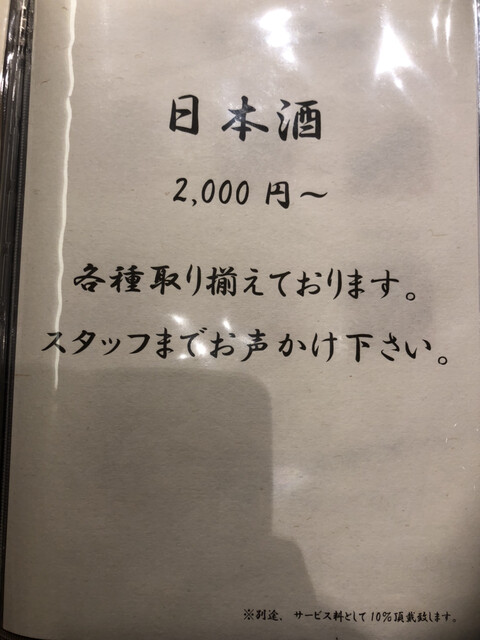 日本酒
2,000 円～
各種取り揃えております。
スタッフまでお声かけ下さい。
※別途、サービス料として10%頂戴致します。